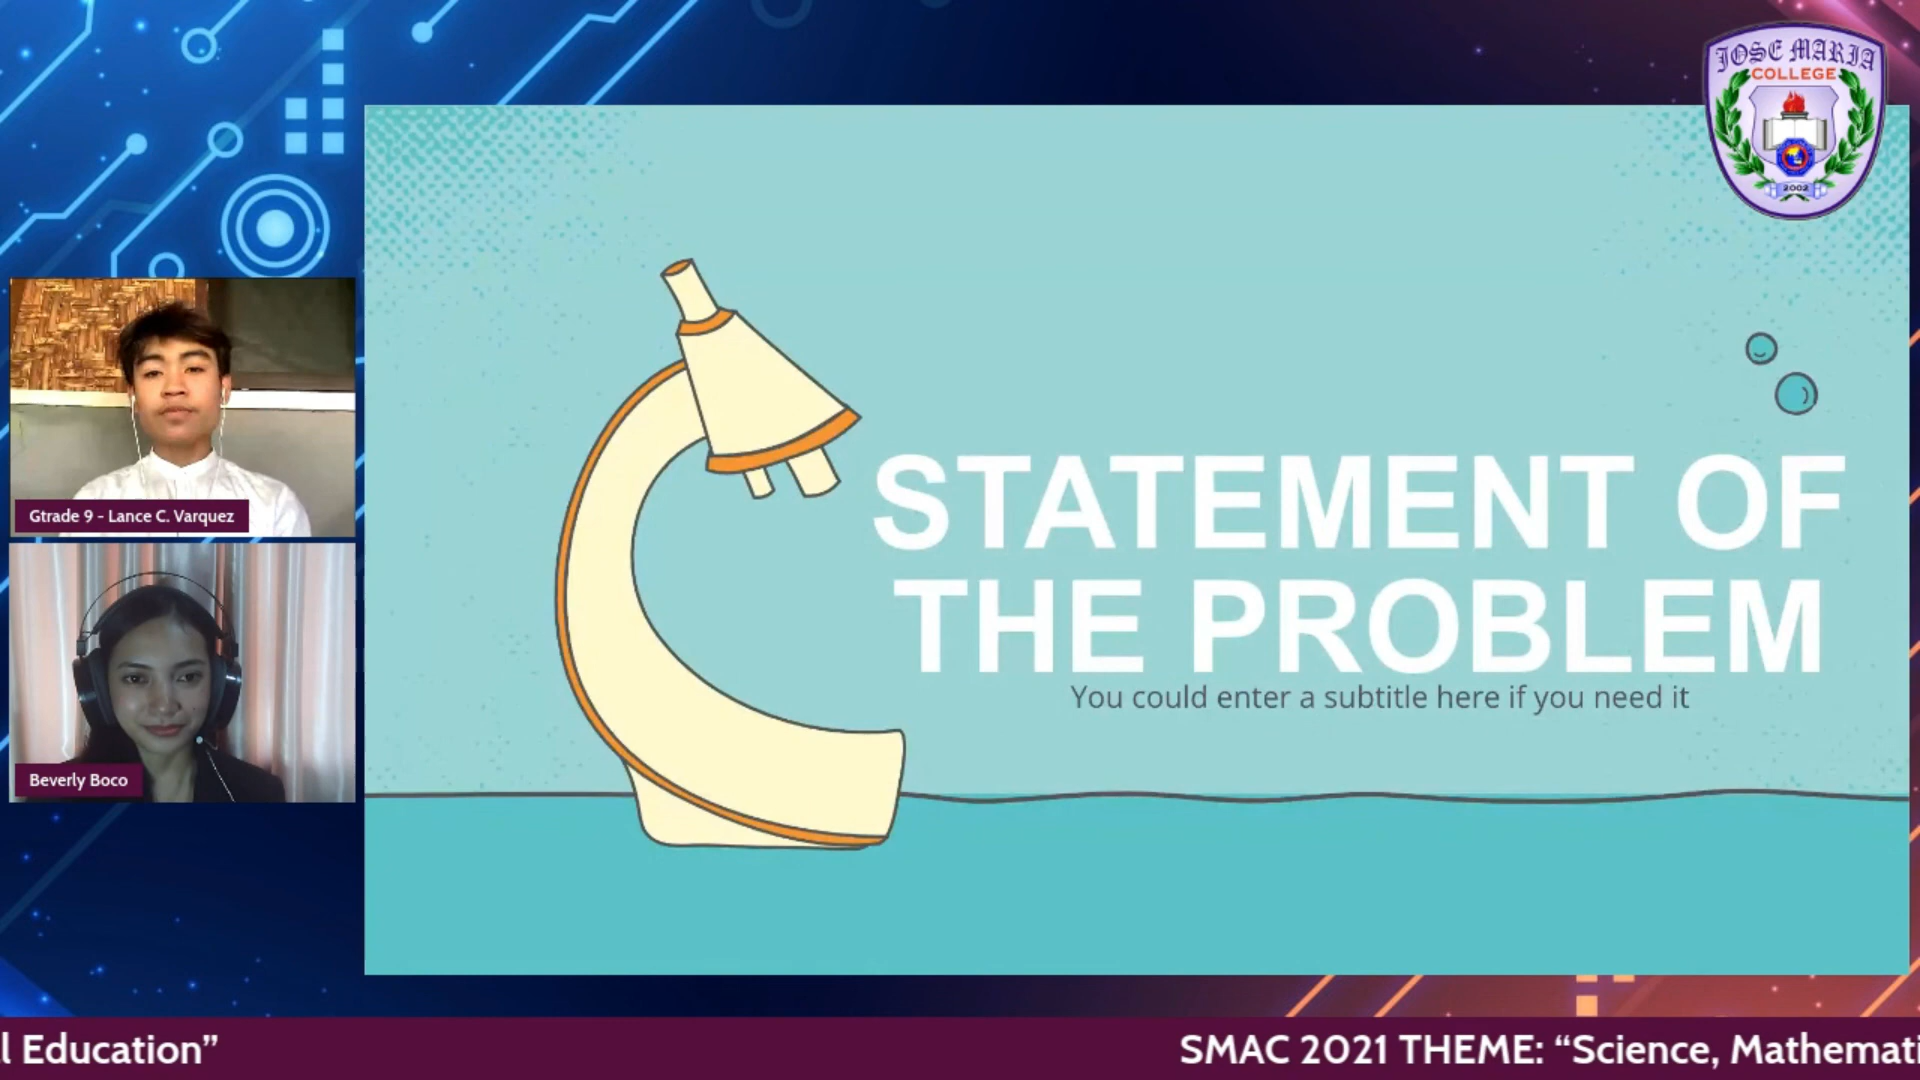 JOSE MARIA
COLLEGE
2002
STATEMENT OF
THE PROBLEM
You could enter a subtitle here if you need it
Gtrade 9 - Lance C. Varquez
Beverly Boco
l Education”
SMAC 2021 THEME: “Science, Mathemati